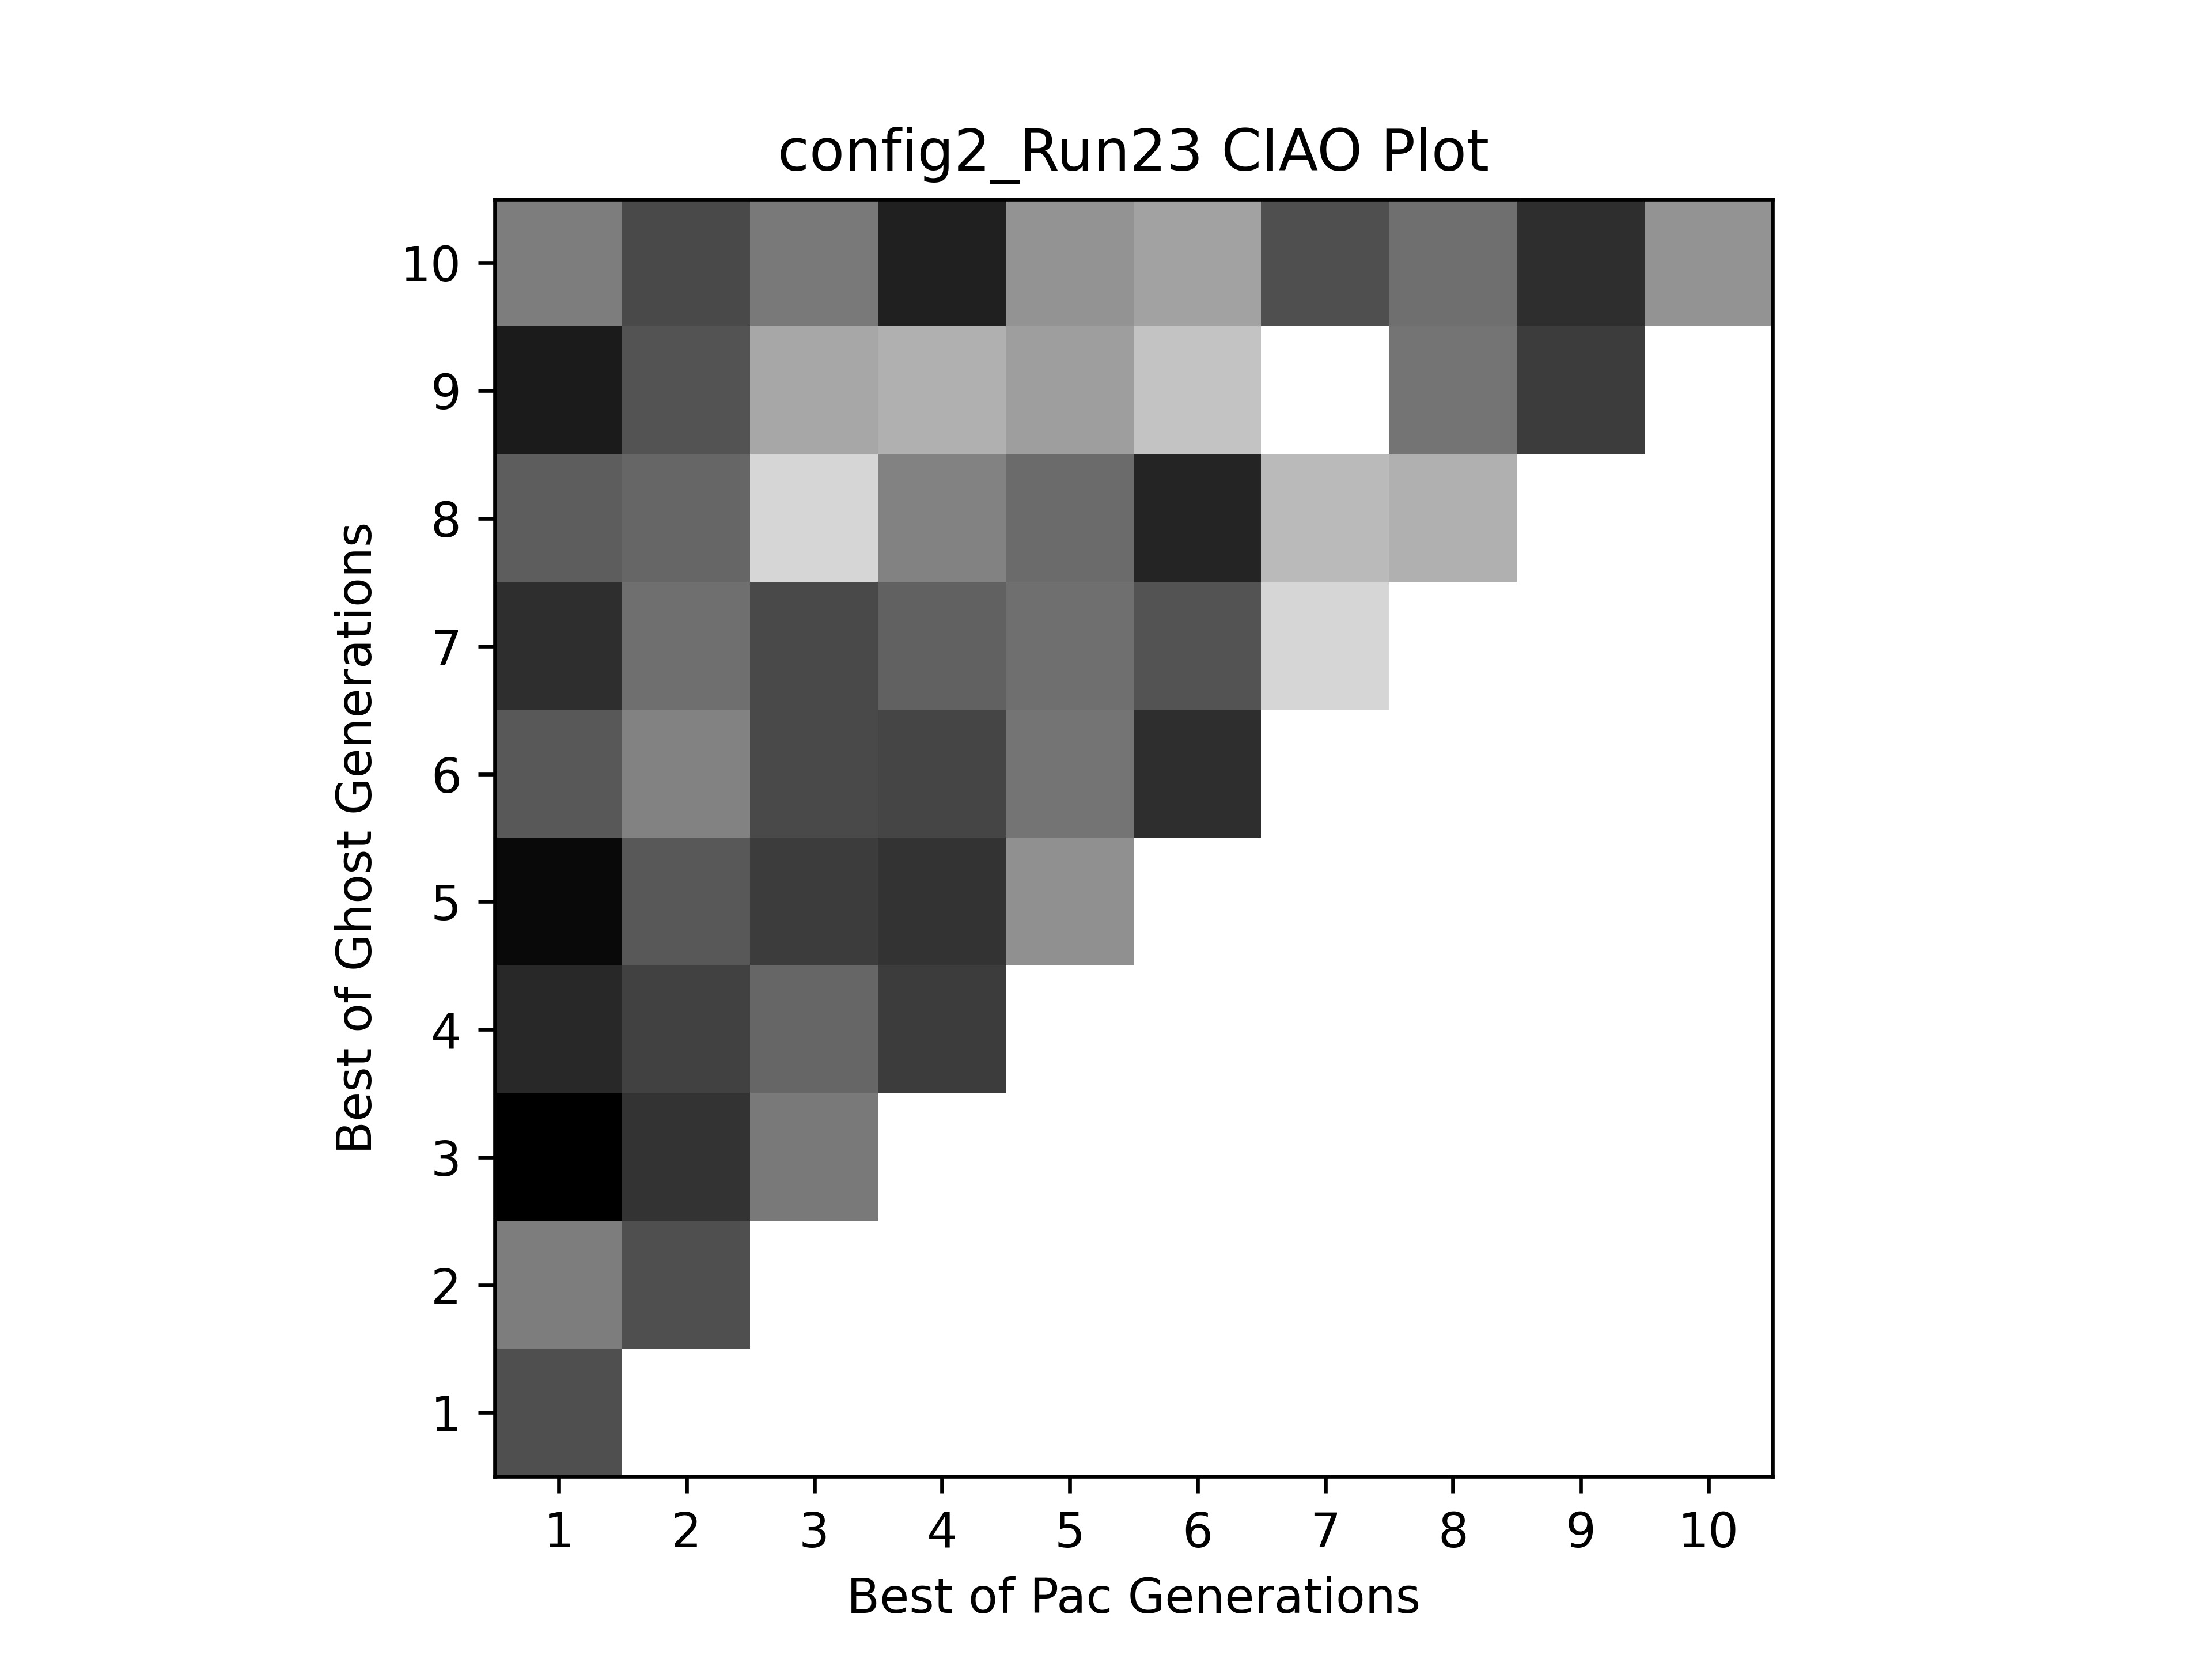 config2_Run23 CIAO Plot
Best of Ghost Generations
10
9
8
7
6
5
4
3
2
1
1 2 3 4 5 6 7 8 9 10
Best of Pac Generations